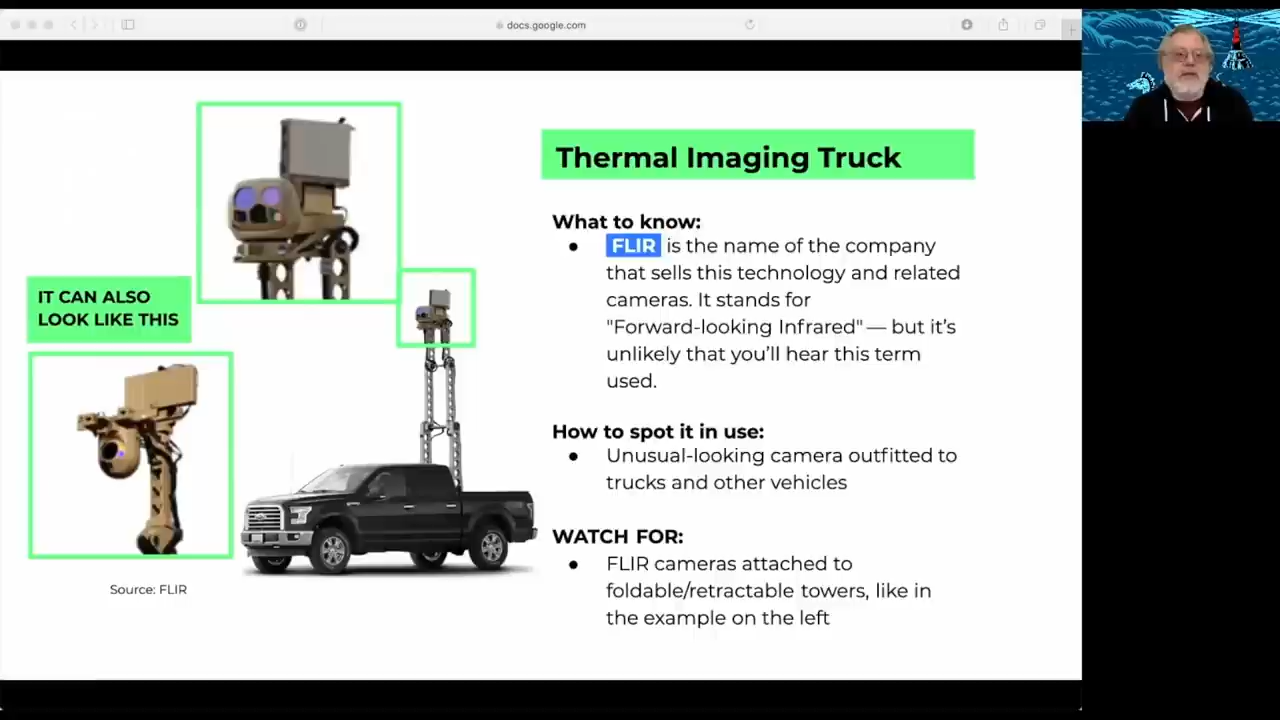 docs.google.com
Thermal Imaging Truck
What to know:
● FLIR is the name of the company
that sells this technology and related
cameras. It stands for
"Forward-looking Infrared" — but it's
unlikely that you'll hear this term
used.
How to spot it in use:
● Unusual-looking camera outfitted to
trucks and other vehicles
WATCH FOR:
● FLIR cameras attached to
foldable/retractable towers, like in
the example on the left
IT CAN ALSO
LOOK LIKE THIS
Source: FLIR